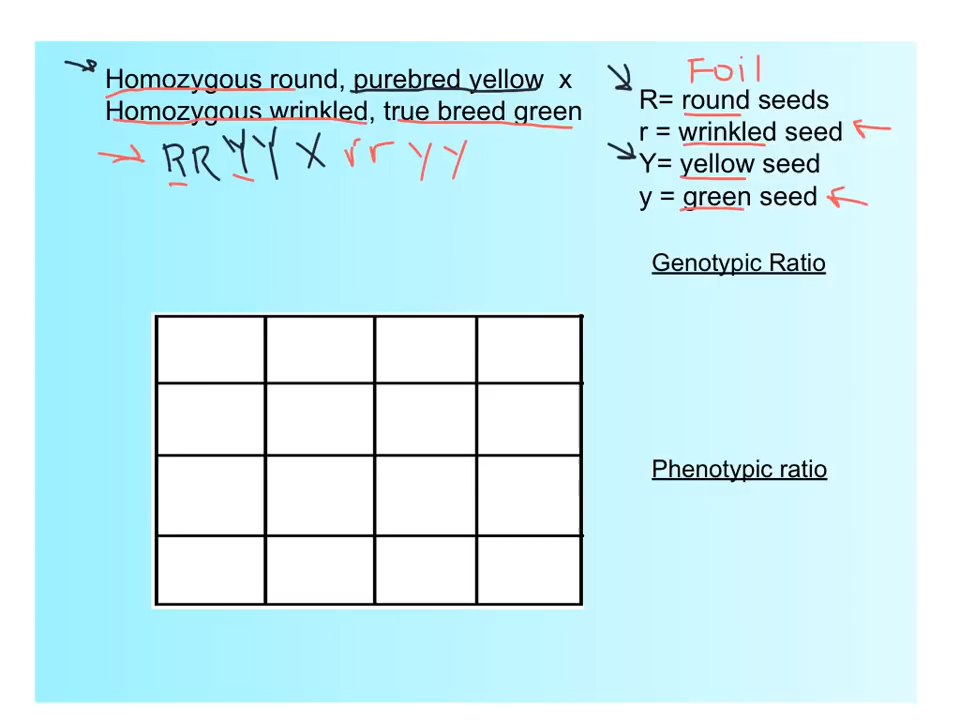 Homozygous round, purebred yellow x
Homozygous wrinkled, true breed green
RRYY X rryy
Foil
R= round seeds
r = wrinkled seed
Y= yellow seed
y = green seed
Genotypic Ratio
Phenotypic ratio